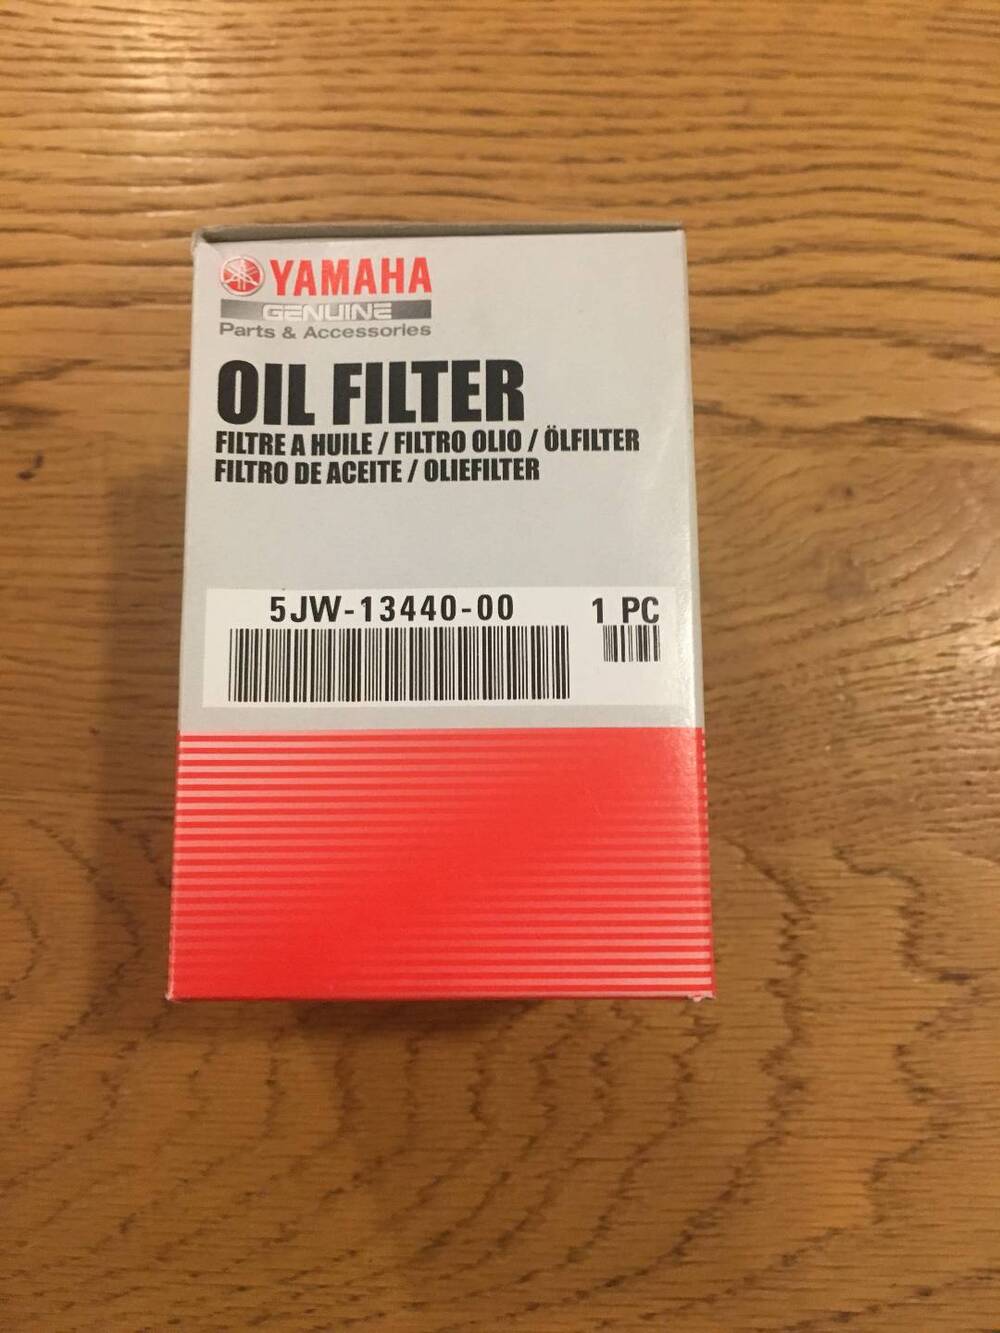 YAMAHA
GENUINE
Parts & Accessories
OIL FILTER
FILTRE A HUILE / FILTRO OLIO / ÖLFILTER
FILTRO DE ACEITE / OLIEFILTER
5JW-13440-00 1 PC